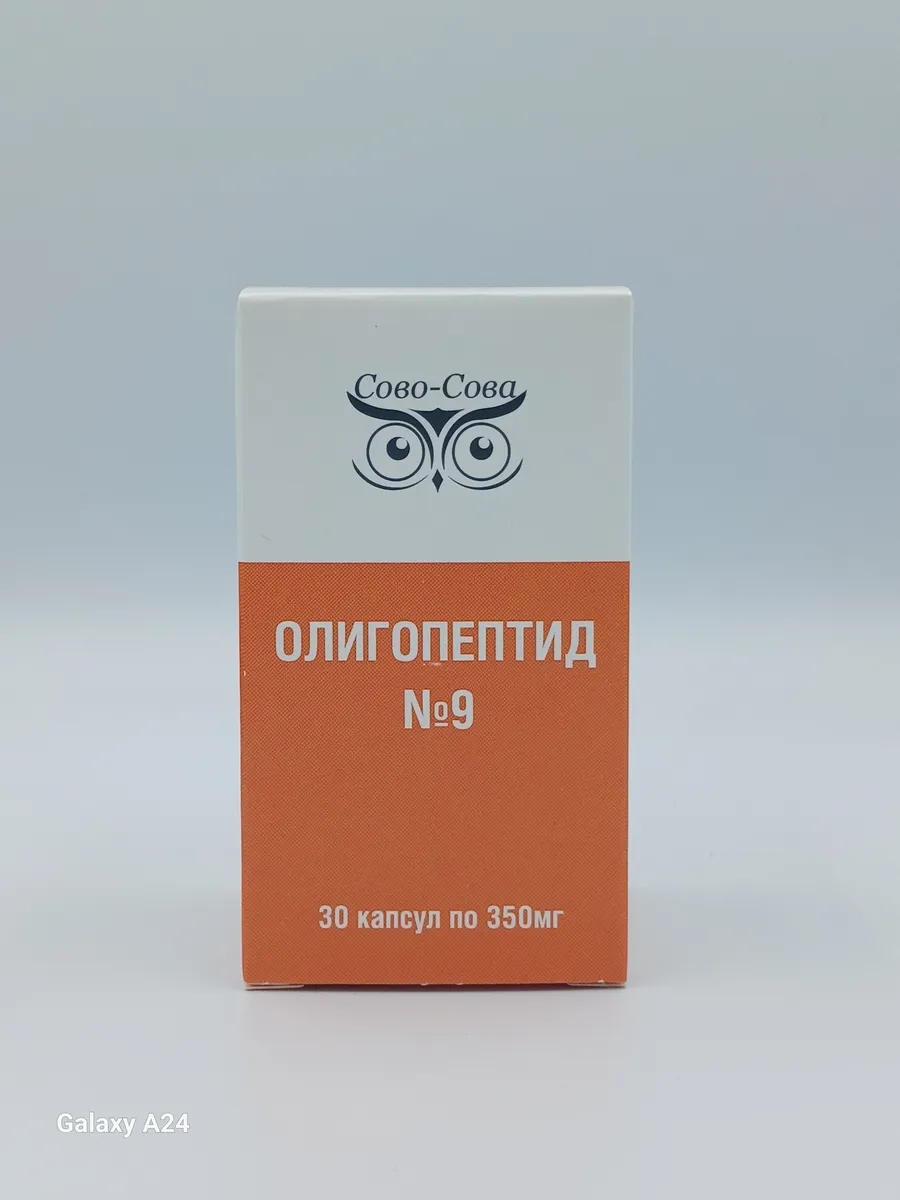 Сово-Сова
ОЛИГОПЕПТИД
№9
30 капсул по 350мг
Galaxy A24